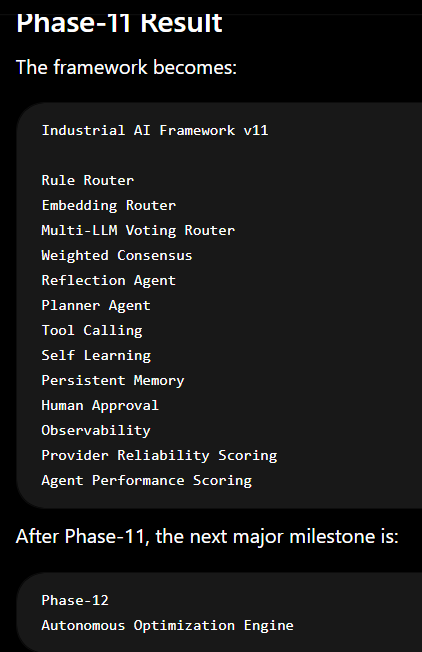 Phase-11 Result
The framework becomes:
Industrial AI Framework v11
Rule Router
Embedding Router
Multi-LLM Voting Router
Weighted Consensus
Reflection Agent
Planner Agent
Tool Calling
Self Learning
Persistent Memory
Human Approval
Observability
Provider Reliability Scoring
Agent Performance Scoring
After Phase-11, the next major milestone is:
Phase-12
Autonomous Optimization Engine